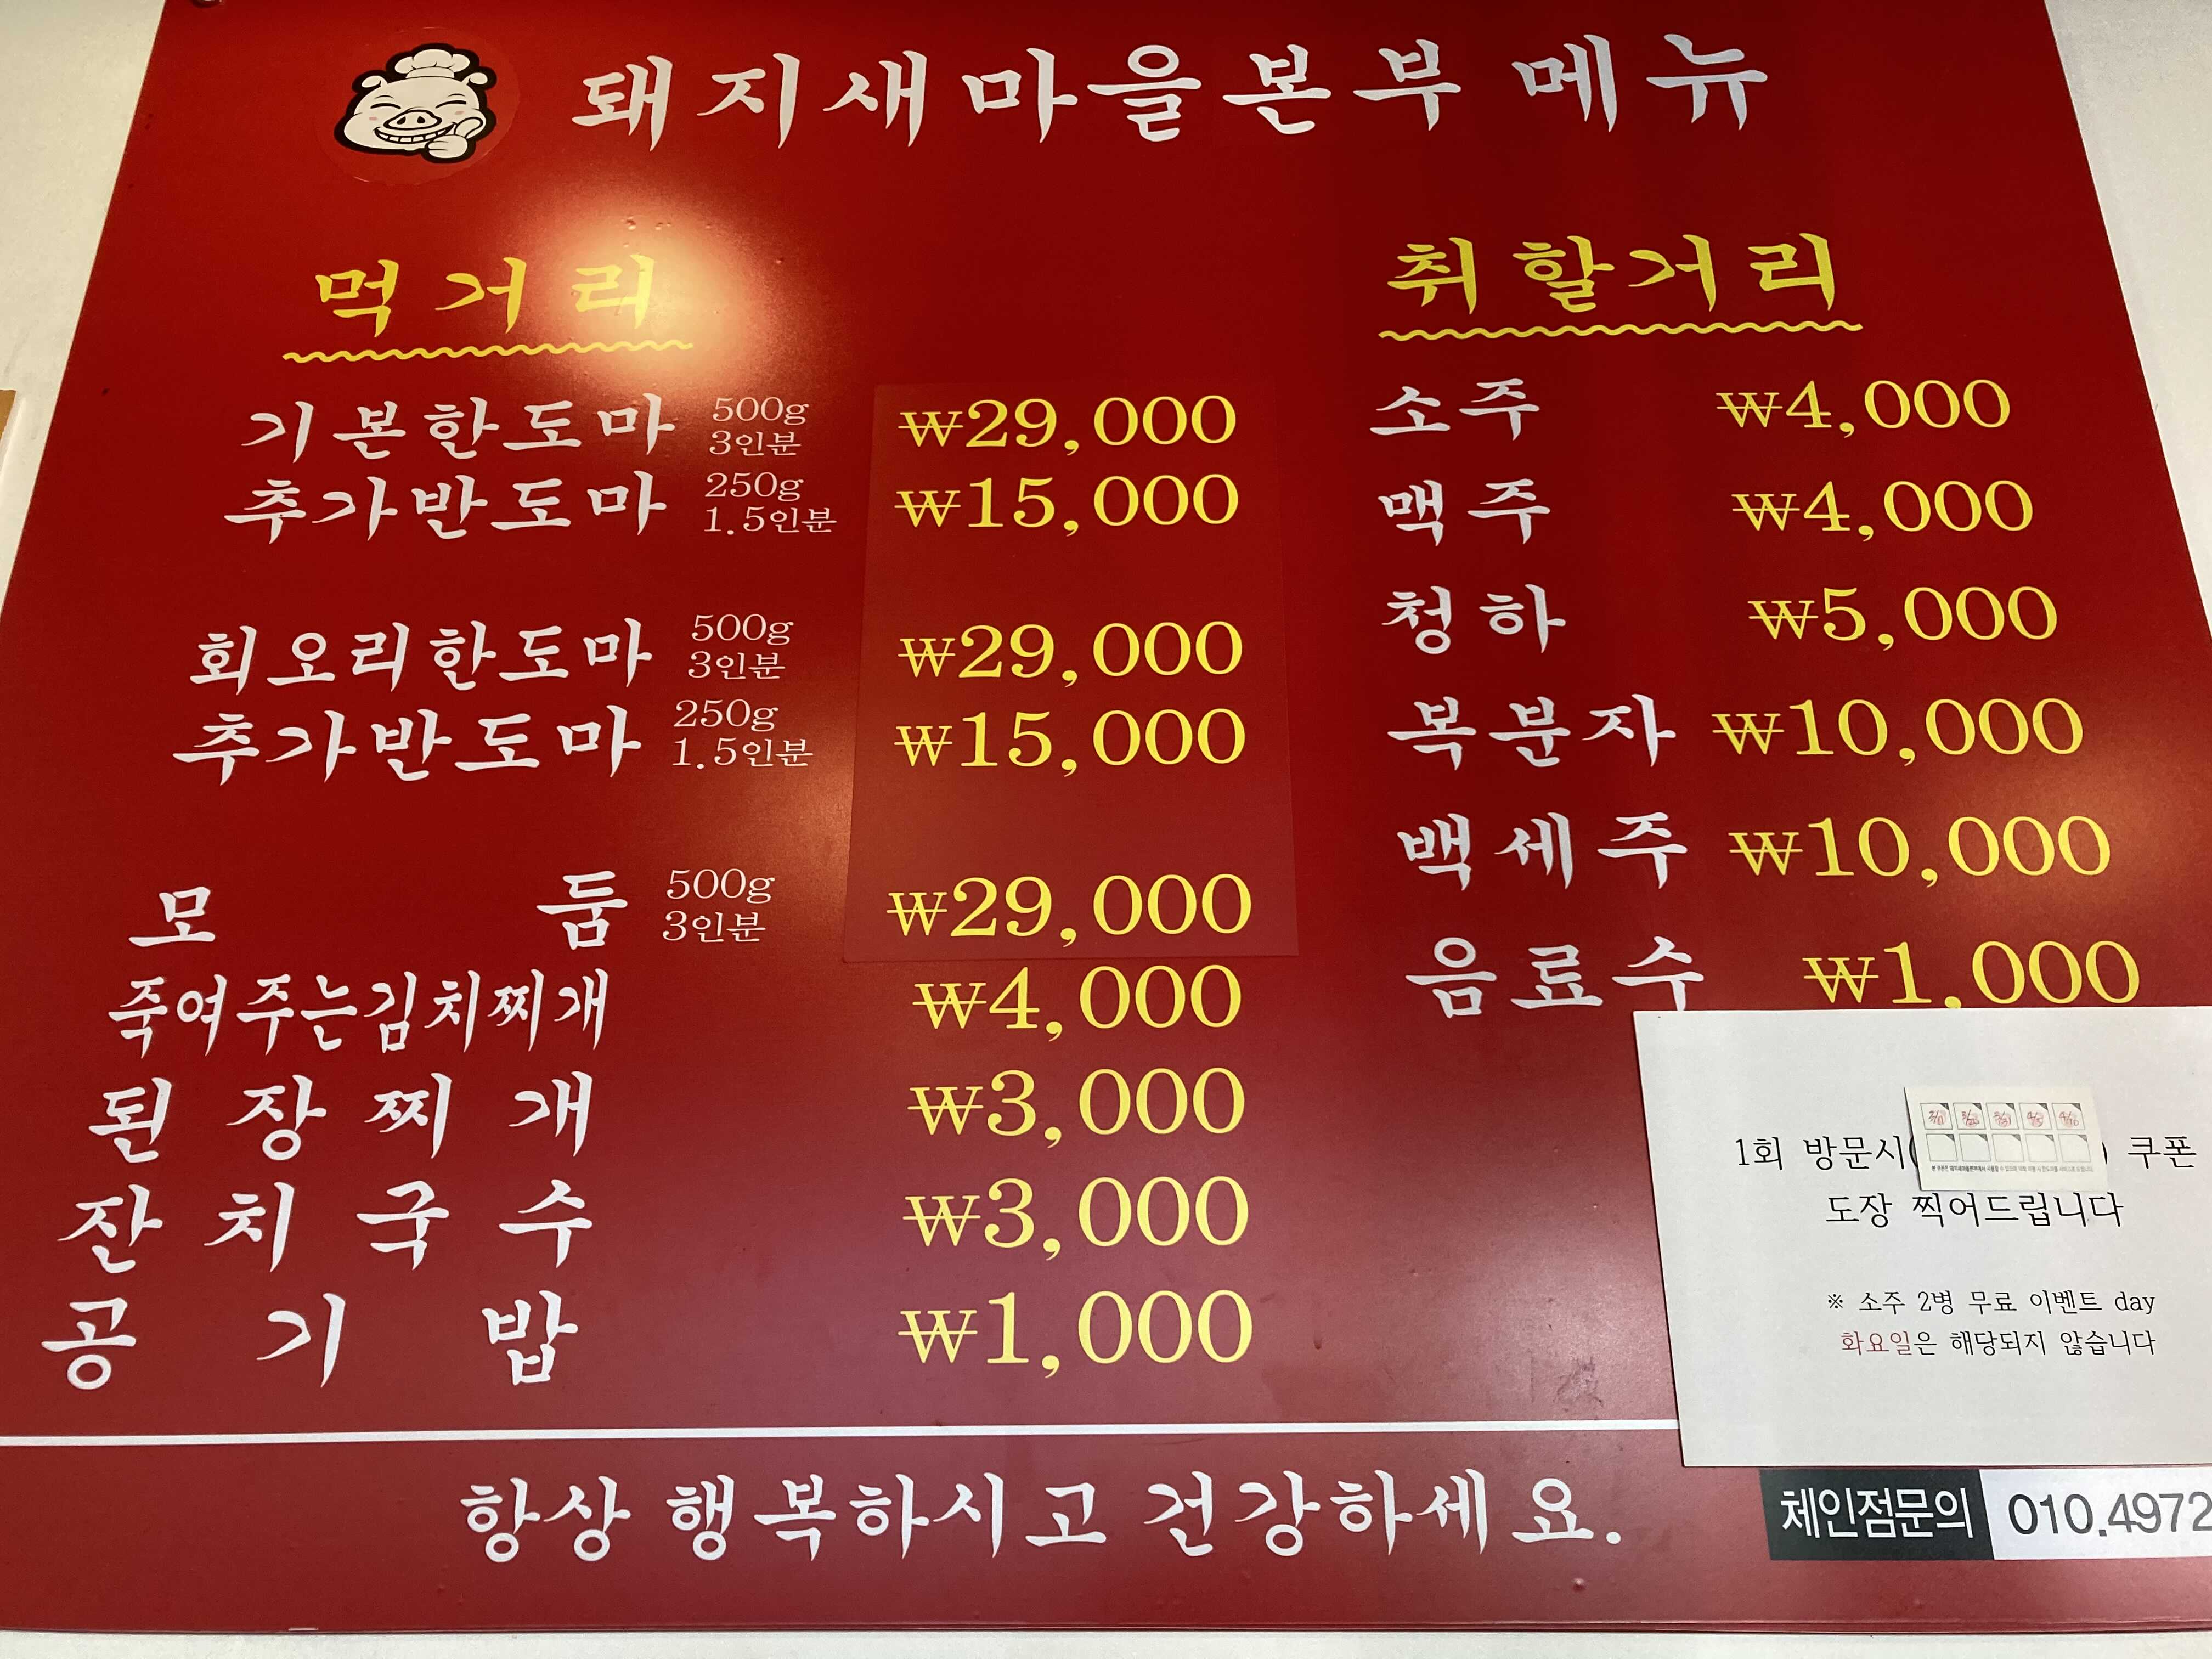 돼지새마을본부 메뉴
먹거리
기본한도마 500g 3인분 ₩29,000
추가반도마 250g 1.5인분 ₩15,000
회오리한도마 500g 3인분 ₩29,000
추가반도마 250g 1.5인분 ₩15,000
모둠 500g 3인분 ₩29,000
죽여주는김치찌개 ₩4,000
된장찌개 ₩3,000
잔치국수 ₩3,000
공기밥 ₩1,000
취할거리
소주 ₩4,000
맥주 ₩4,000
청하 ₩5,000
복분자 ₩10,000
백세주 ₩10,000
음료수 ₩1,000
1회 방문시( ) 쿠폰
도장 찍어드립니다
※ 소주 2병 무료 이벤트 day
화요일은 해당되지 않습니다
항상 행복하시고 건강하세요.
체인점문의 010.4972